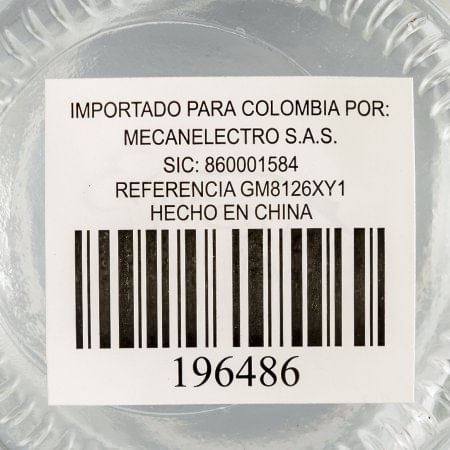 IMPORTADO PARA COLOMBIA POR:
MECANELECTRO S.A.S.
SIC: 860001584
REFERENCIA GM8126XY1
HECHO EN CHINA
196486